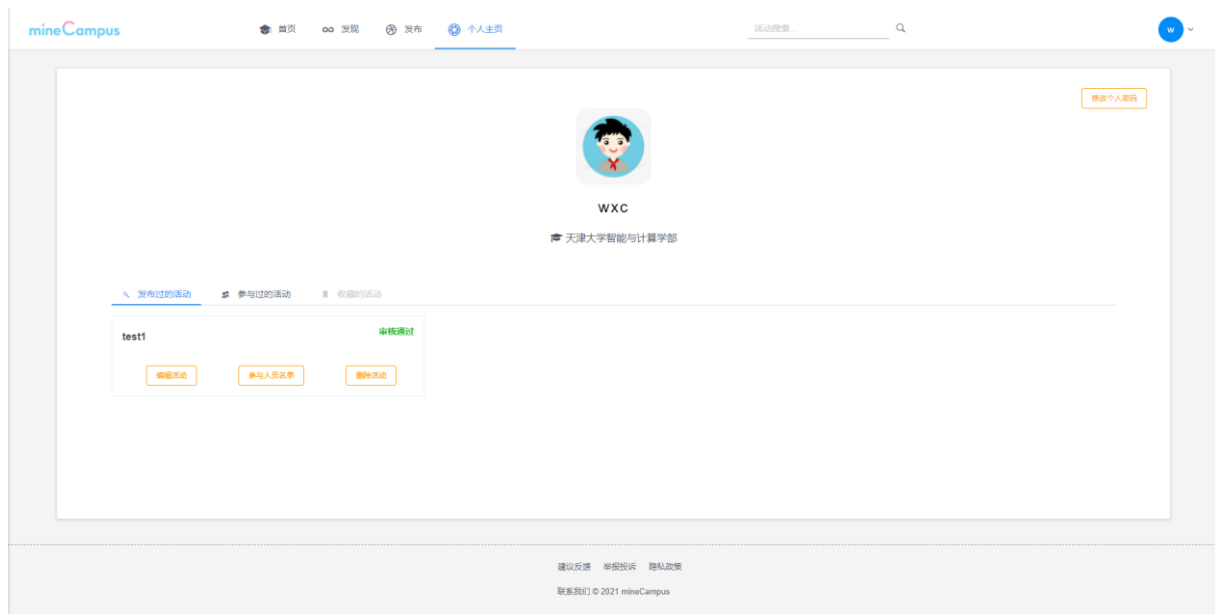 mineCampus 首页 发现 发布 个人主页 活动搜索... w
修改个人密码
WXC
天津大学智能与计算学部
发布过的活动 参与过的活动 收藏的活动
test1 审核通过
编辑活动 参与人员名单 删除活动
建议反馈 举报投诉 隐私政策
联系我们 © 2021 mineCampus